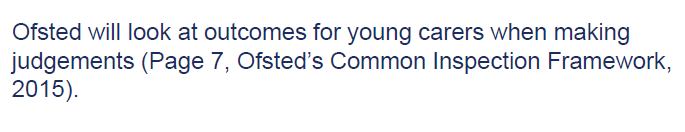 Ofsted will look at outcomes for young carers when making
judgements (Page 7, Ofsted’s Common Inspection Framework,
2015).